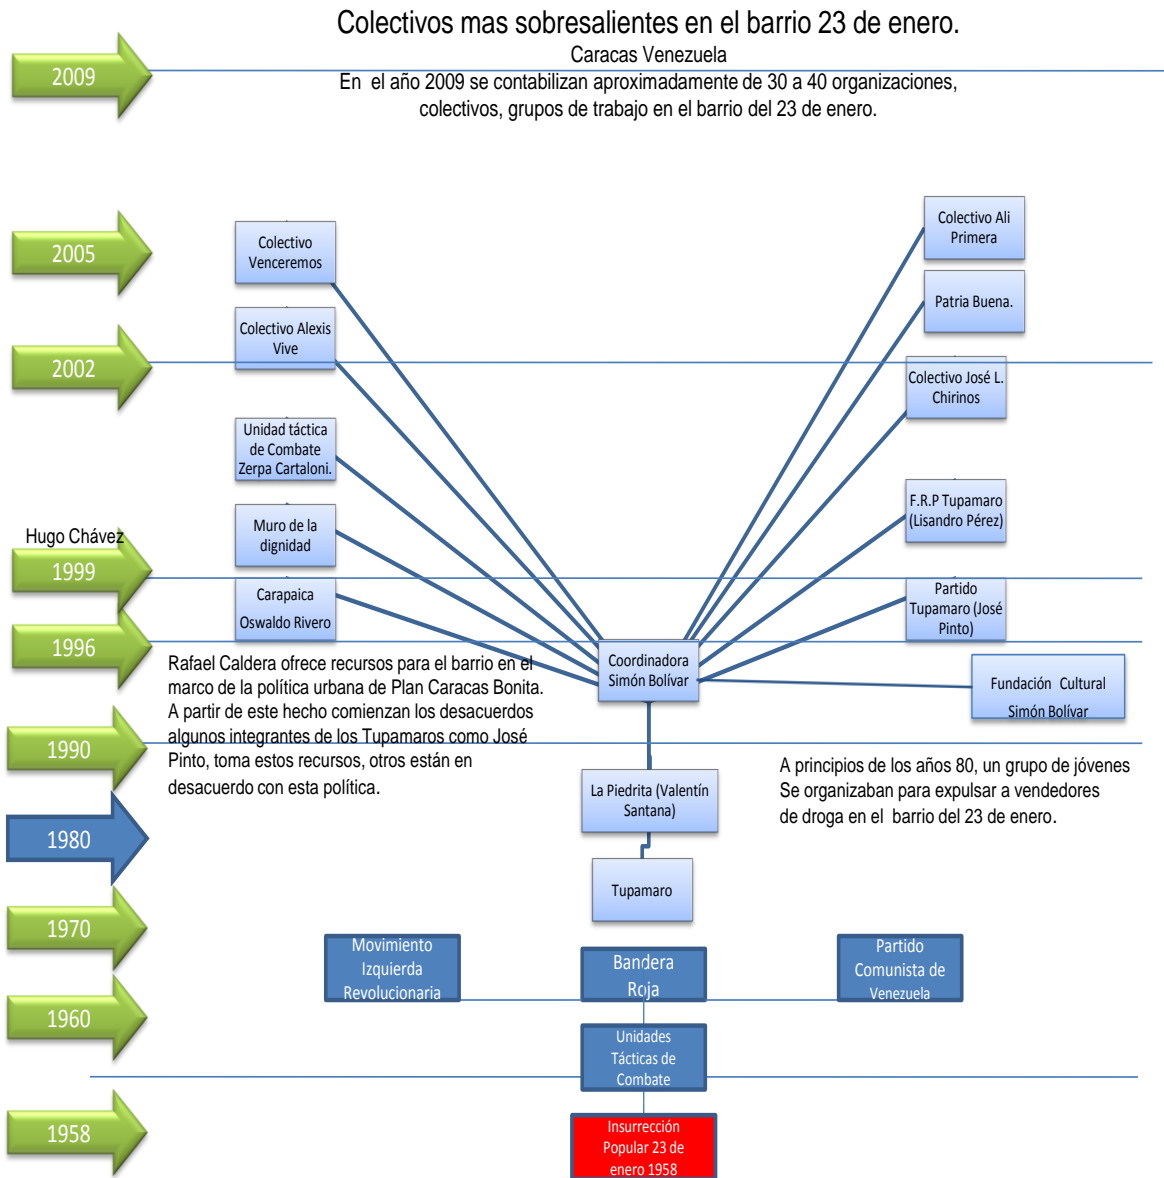 Colectivos mas sobresalientes en el barrio 23 de enero.
Caracas Venezuela
2009
En el año 2009 se contabilizan aproximadamente de 30 a 40 organizaciones,
colectivos, grupos de trabajo en el barrio del 23 de enero.
2005
Colectivo
Venceremos
Colectivo Ali
Primera
Patria Buena.
2002
Colectivo Alexis
Vive
Colectivo José L.
Chirinos
Unidad táctica
de Combate
Zerpa Cartaloni.
F.R.P Tupamaro
(Lisandro Pérez)
Hugo Chávez
1999
Muro de la
dignidad
Carapaica
Oswaldo Rivero
Partido
Tupamaro (José
Pinto)
1996
Coordinadora
Simón Bolívar
Fundación Cultural
Simón Bolívar
Rafael Caldera ofrece recursos para el barrio en el
marco de la política urbana de Plan Caracas Bonita.
A partir de este hecho comienzan los desacuerdos
algunos integrantes de los Tupamaros como José
Pinto, toma estos recursos, otros están en
desacuerdo con esta política.
1990
La Piedrita (Valentín
Santana)
A principios de los años 80, un grupo de jóvenes
Se organizaban para expulsar a vendedores
de droga en el barrio del 23 de enero.
1980
Tupamaro
1970
Movimiento
Izquierda
Revolucionaria
Bandera
Roja
Partido
Comunista de
Venezuela
1960
Unidades
Tácticas de
Combate
1958
Insurrección
Popular 23 de
enero 1958